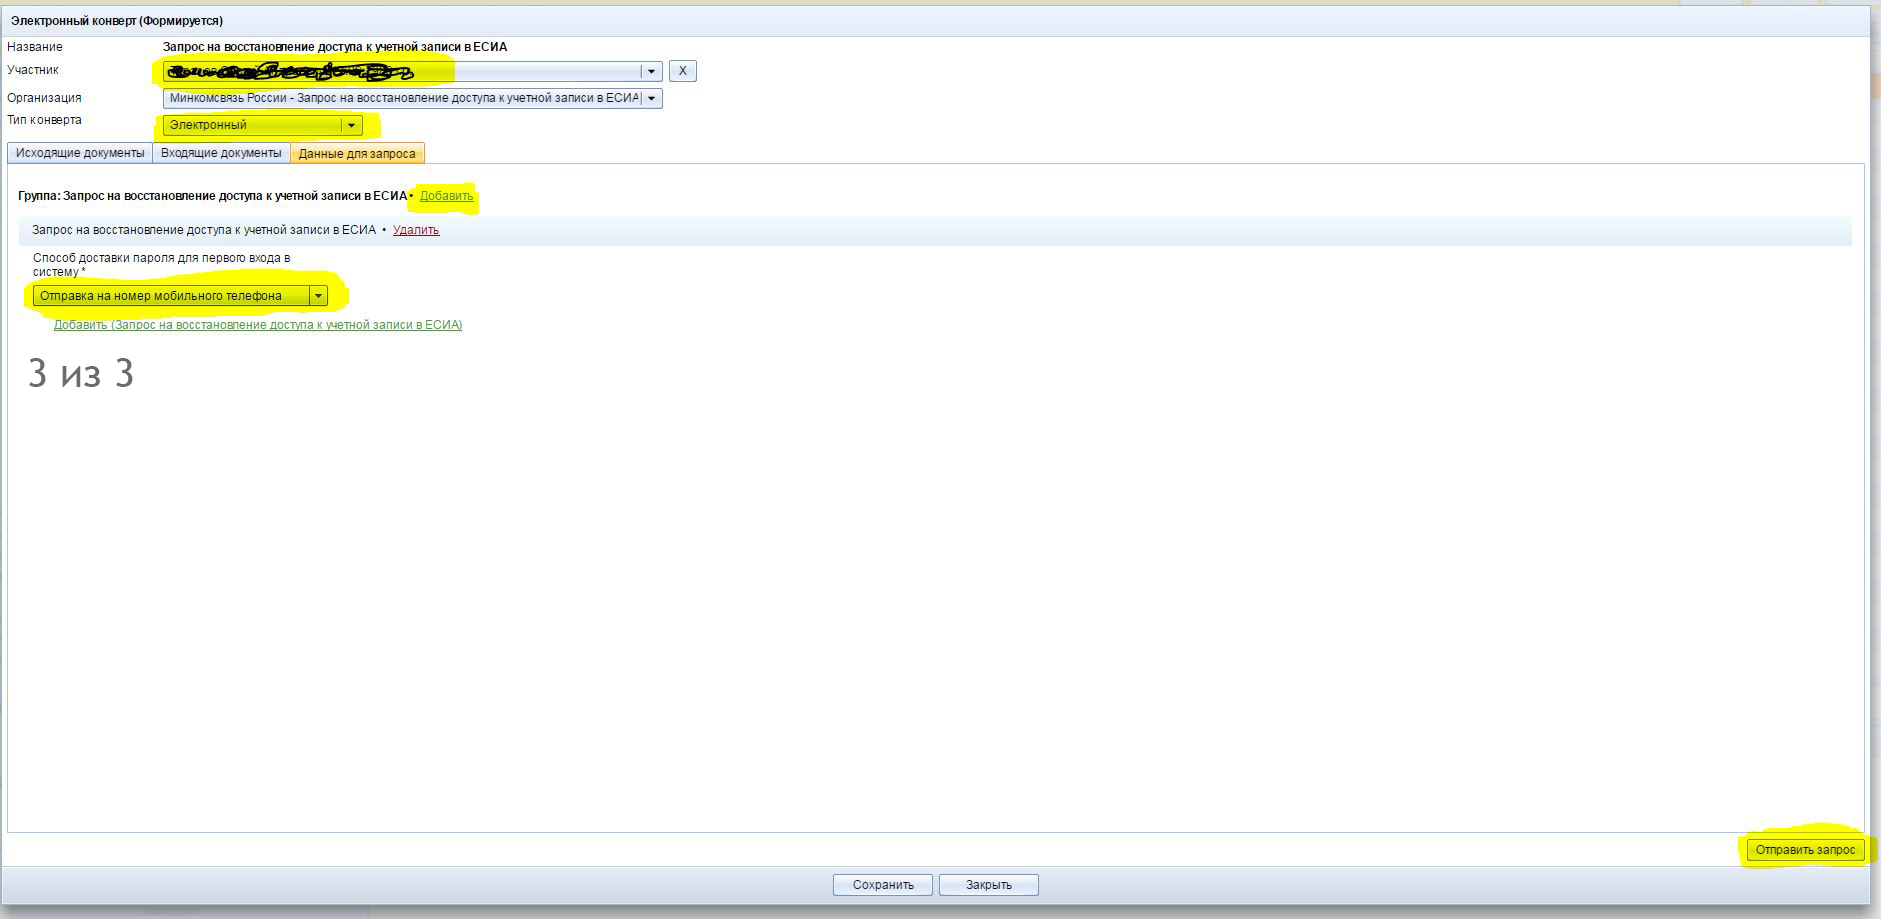 Электронный конверт (Формируется)
Название Запрос на восстановление доступа к учетной записи в ЕСИА
Участник X
Организация Минкомсвязь России - Запрос на восстановление доступа к учетной записи в ЕСИА
Тип конверта Электронный
Исходящие документы Входящие документы Данные для запроса
Группа: Запрос на восстановление доступа к учетной записи в ЕСИА • Добавить
Запрос на восстановление доступа к учетной записи в ЕСИА • Удалить
Способ доставки пароля для первого входа в
систему *
Отправка на номер мобильного телефона
Добавить (Запрос на восстановление доступа к учетной записи в ЕСИА)
3 из 3
Отправить запрос
Сохранить Закрыть